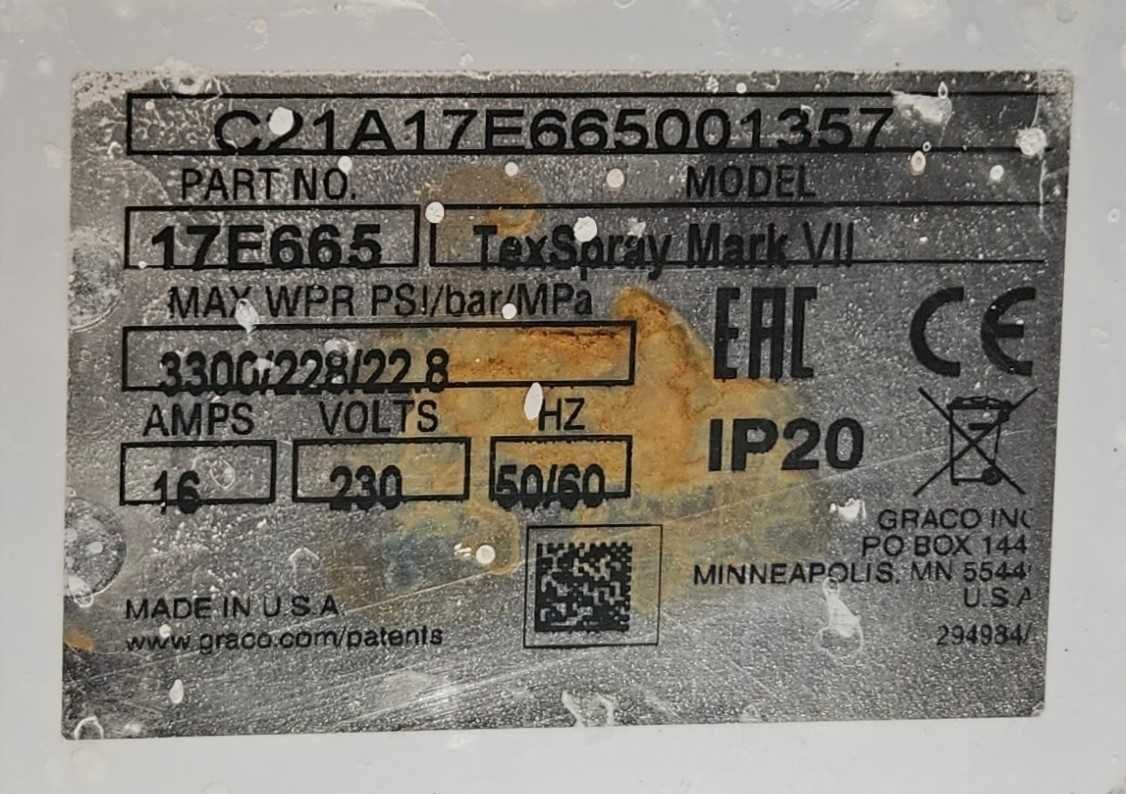 C21A17E665001357
PART NO. MODEL
17E665 TexSpray Mark VII
MAX WPR PSI/bar/MPa
3300/228/22.8
EAC CE
AMPS VOLTS HZ
16 230 50/60
IP20
GRACO INC
PO BOX 144
MINNEAPOLIS, MN 5544
U.S.A
MADE IN U.S.A
www.graco.com/patents
294984/